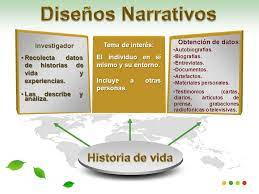 Diseños Narrativos
Investigador
• Recolecta datos
de historias de
vida y
experiencias.
• Las describe y
analiza.
Tema de interés:
El individuo en si
mismo y su entorno.
Incluye a otras
personas.
Obtención de datos:
-Autobiografías.
-Biografías.
-Entrevistas.
-Documentos.
-Artefactos.
-Materiales personales.
-Testimonios (cartas,
diarios, artículos de
prensa, grabaciones
radiofónicas o televisivas.
Historia de vida